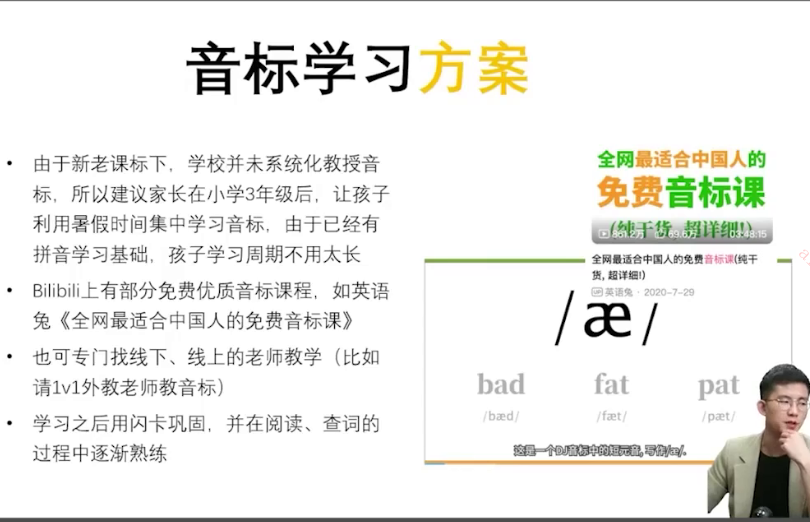 音标学习方案
• 由于新老课标下，学校并未系统化教授音
标，所以建议家长在小学3年级后，让孩子
利用暑假时间集中学习音标，由于已经有
拼音学习基础，孩子学习周期不用太长
• Bilibili上有部分免费优质音标课程，如英语
兔《全网最适合中国人的免费音标课》
• 也可专门找线下、线上的老师教学（比如
请1v1外教老师教音标）
• 学习之后用闪卡巩固，并在阅读、查词的
过程中逐渐熟练
全网最适合中国人的
免费音标课
(纯干货, 超详细!)
861.2万 69.6万 03:48:15
全网最适合中国人的免费音标课(纯干
货, 超详细!)
UP 英语兔 · 2020-7-29
/æ/
bad fat pat
/bæd/ /fæt/ /pæt/
这是一个DJ音标中的短元音, 写作/æ/.